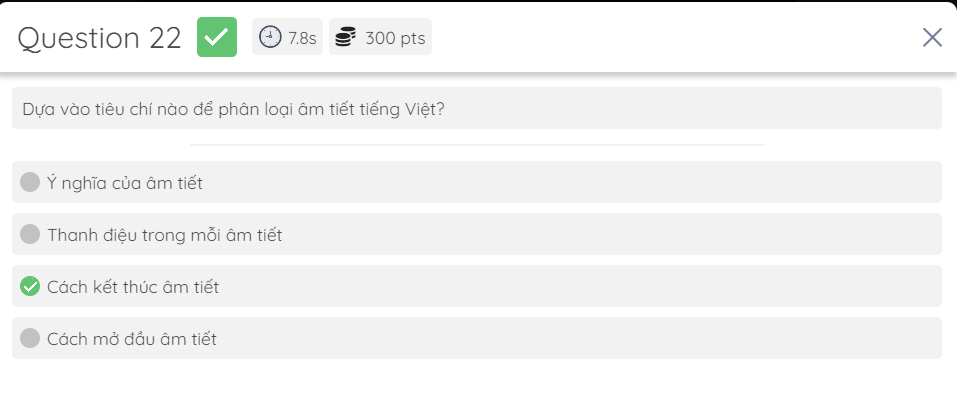 Question 22 7.8s 300 pts
Dựa vào tiêu chí nào để phân loại âm tiết tiếng Việt?
Ý nghĩa của âm tiết
Thanh điệu trong mỗi âm tiết
Cách kết thúc âm tiết
Cách mở đầu âm tiết